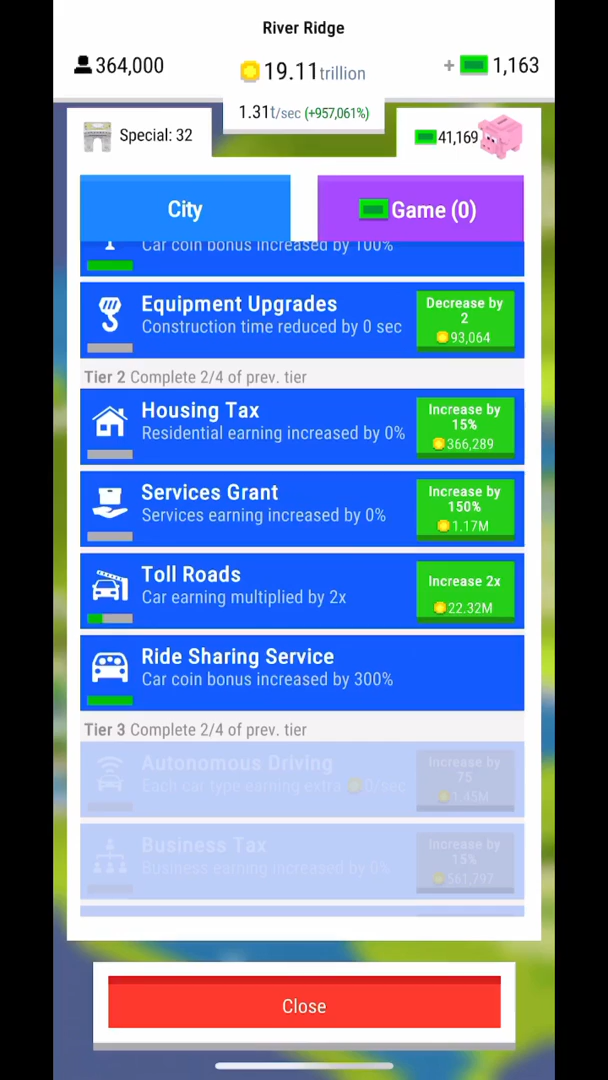 River Ridge
364,000
19.11trillion
+ 1,163
1.31t/sec (+957,061%)
Special: 32
41,169
City
Game (0)
Car coin bonus increased by 100%
Equipment Upgrades
Construction time reduced by 0 sec
Decrease by
2
93,064
Tier 2 Complete 2/4 of prev. tier
Housing Tax
Residential earning increased by 0%
Increase by
15%
366,289
Services Grant
Services earning increased by 0%
Increase by
150%
1.17M
Toll Roads
Car earning multiplied by 2x
Increase 2x
22.32M
Ride Sharing Service
Car coin bonus increased by 300%
Tier 3 Complete 2/4 of prev. tier
Autonomous Driving
Each car type earning extra 0/sec
Increase by
75
1.45M
Business Tax
Business earning increased by 0%
Increase by
15%
561,797
Close